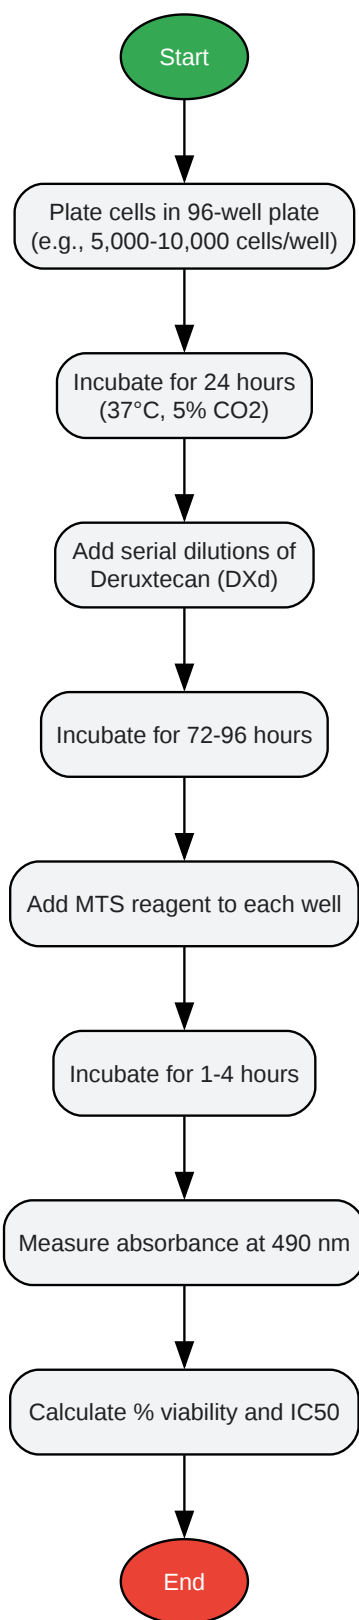 Start
Plate cells in 96-well plate
(e.g., 5,000-10,000 cells/well)
Incubate for 24 hours
(37°C, 5% CO2)
Add serial dilutions of
Deruxtecan (DXd)
Incubate for 72-96 hours
Add MTS reagent to each well
Incubate for 1-4 hours
Measure absorbance at 490 nm
Calculate % viability and IC50
End